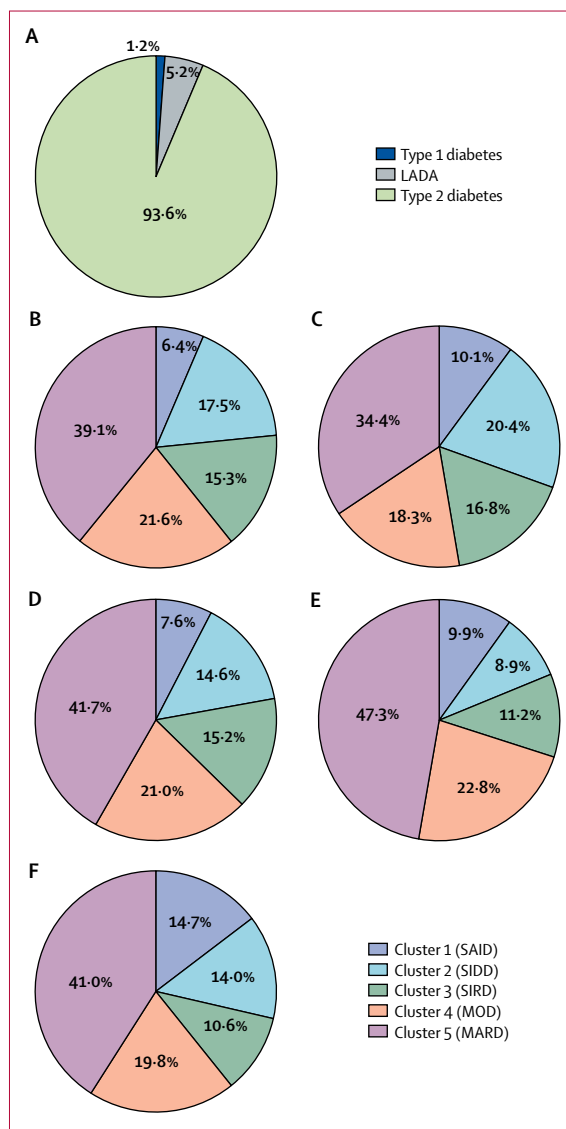 A
1·2%
5·2%
93·6%
Type 1 diabetes
LADA
Type 2 diabetes
B
6·4%
17·5%
15·3%
21·6%
39·1%
C
10·1%
20·4%
16·8%
18·3%
34·4%
D
7·6%
14·6%
15·2%
21·0%
41·7%
E
9·9%
8·9%
11·2%
22·8%
47·3%
F
14·7%
14·0%
10·6%
19·8%
41·0%
Cluster 1 (SAID)
Cluster 2 (SIDD)
Cluster 3 (SIRD)
Cluster 4 (MOD)
Cluster 5 (MARD)